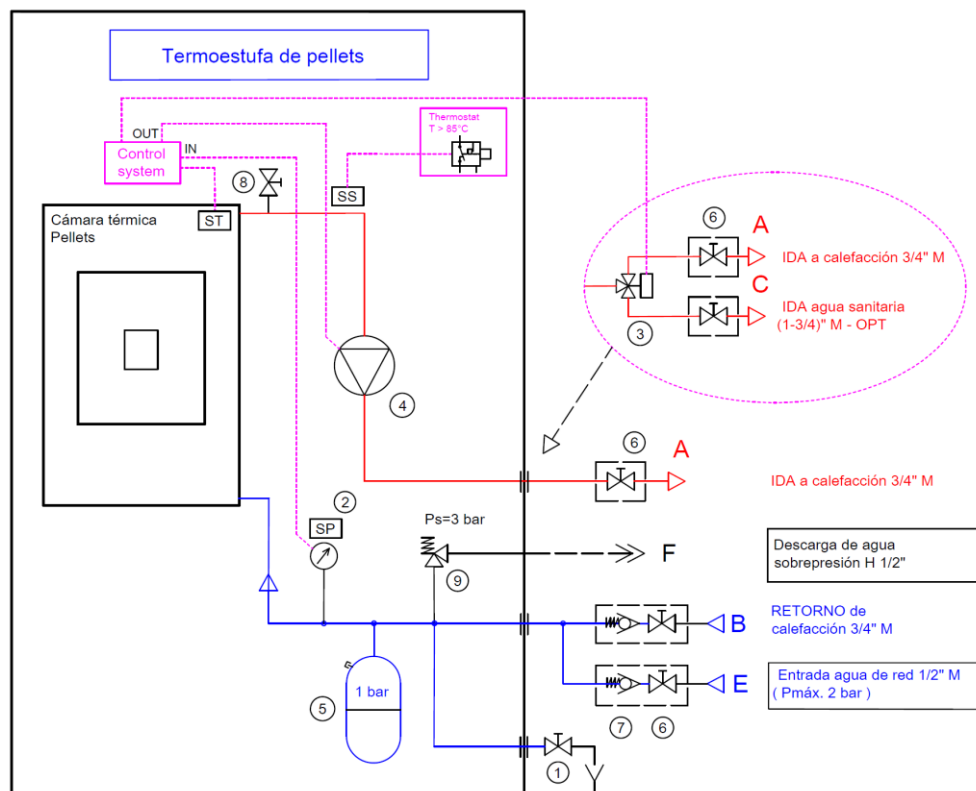 Termoestufa de pellets
Thermostat
T > 85°C
OUT
Control
system
IN
8
SS
Cámara térmica
Pellets
ST
6
A
IDA a calefacción 3/4" M
C
IDA agua sanitaria
(1-3/4)" M - OPT
3
4
6
A
IDA a calefacción 3/4" M
2
SP
Ps=3 bar
9
F
Descarga de agua
sobrepresión H 1/2"
B
RETORNO de
calefacción 3/4" M
1 bar
5
E
Entrada agua de red 1/2" M
( Pmáx. 2 bar )
7
6
1